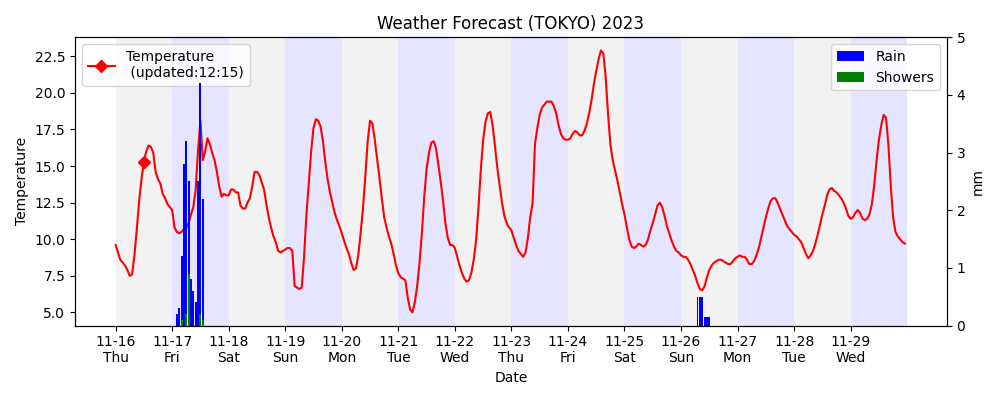 Weather Forecast (TOKYO) 2023
Temperature
(updated:12:15)
Rain
Showers
Temperature
22.5
20.0
17.5
15.0
12.5
10.0
7.5
5.0
5
4
3
2
1
0
mm
11-16 11-17 11-18 11-19 11-20 11-21 11-22 11-23 11-24 11-25 11-26 11-27 11-28 11-29
Thu Fri Sat Sun Mon Tue Wed Thu Fri Sat Sun Mon Tue Wed
Date